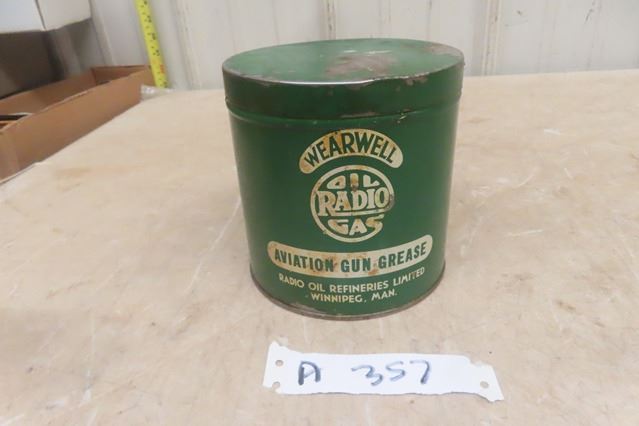 WEARWELL
OIL
RADIO
GAS
AVIATION GUN GREASE
RADIO OIL REFINERIES LIMITED
WINNIPEG, MAN.
A 357